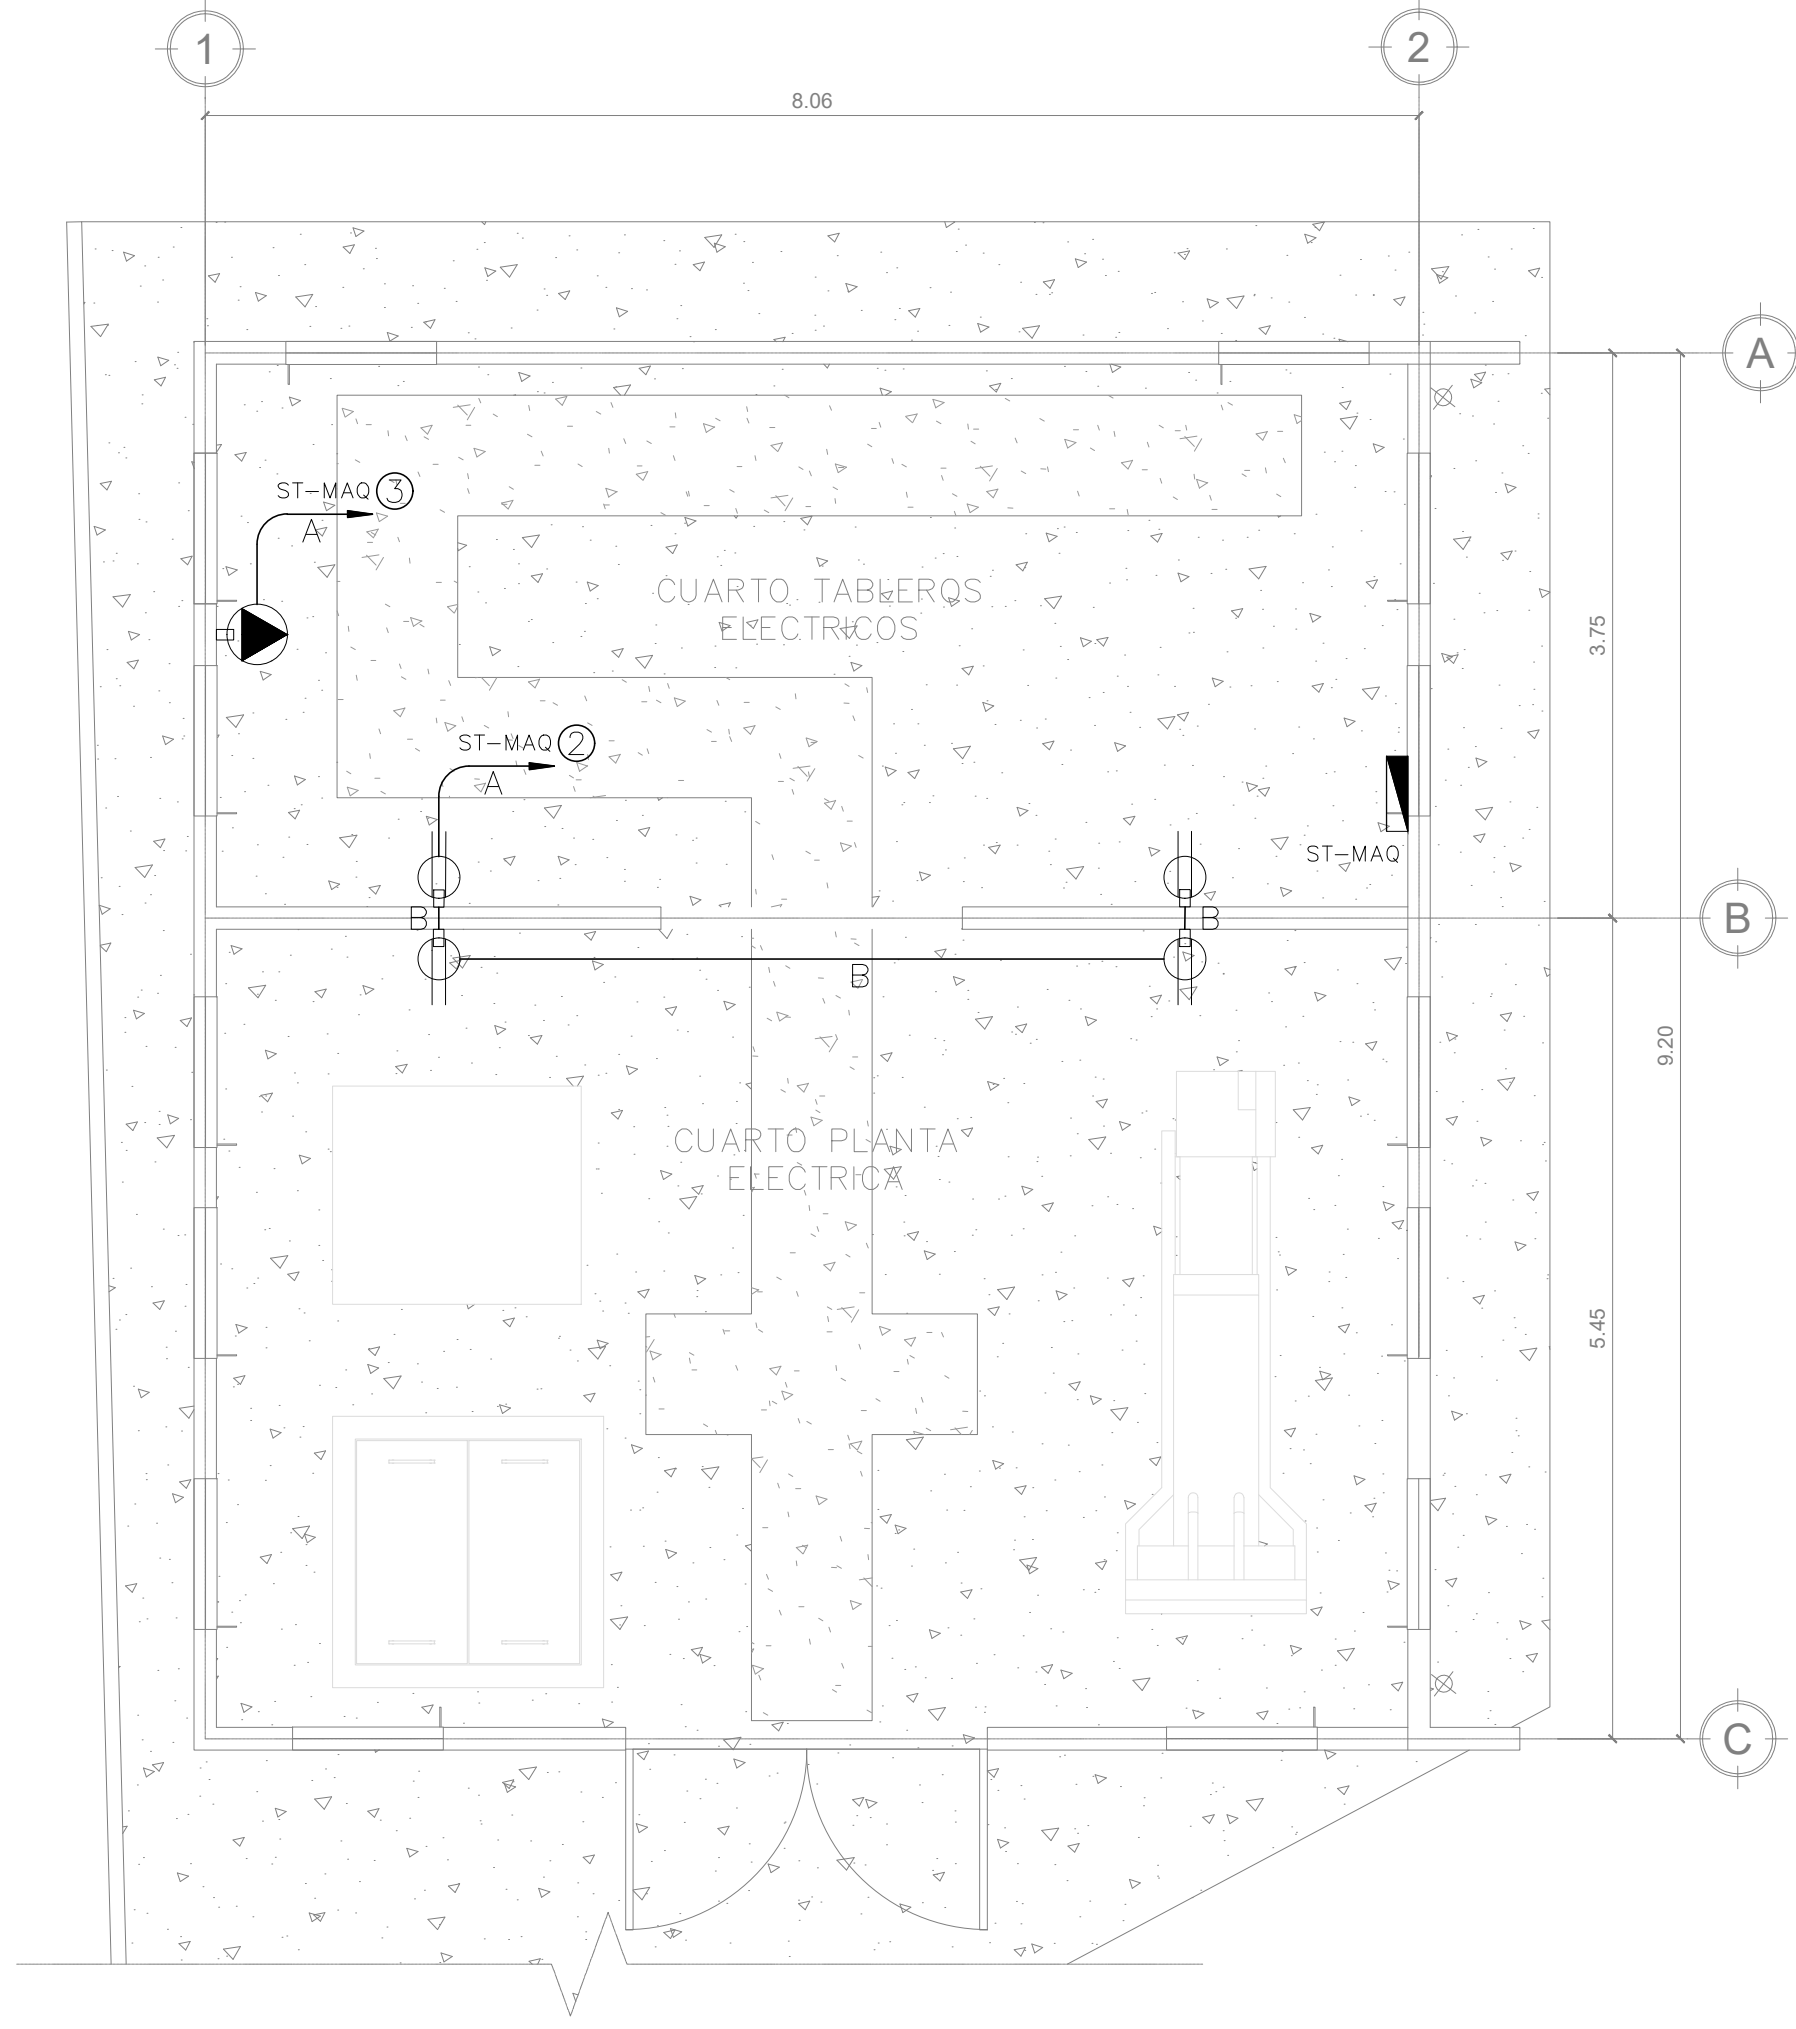 1
2
8.06
A
ST-MAQ 3
A
CUARTO TABLEROS
ELECTRICOS
3.75
ST-MAQ 2
A
ST-MAQ
B
B
B
B
9.20
CUARTO PLANTA
ELECTRICA
5.45
C